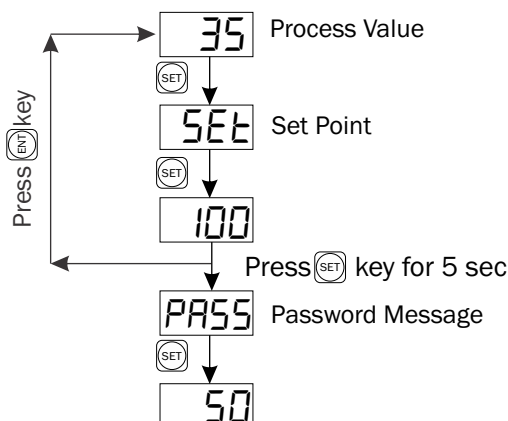 35 Process Value
SET
SEt Set Point
SET
Press ENT key
100
Press SET key for 5 sec
PASS Password Message
SET
50